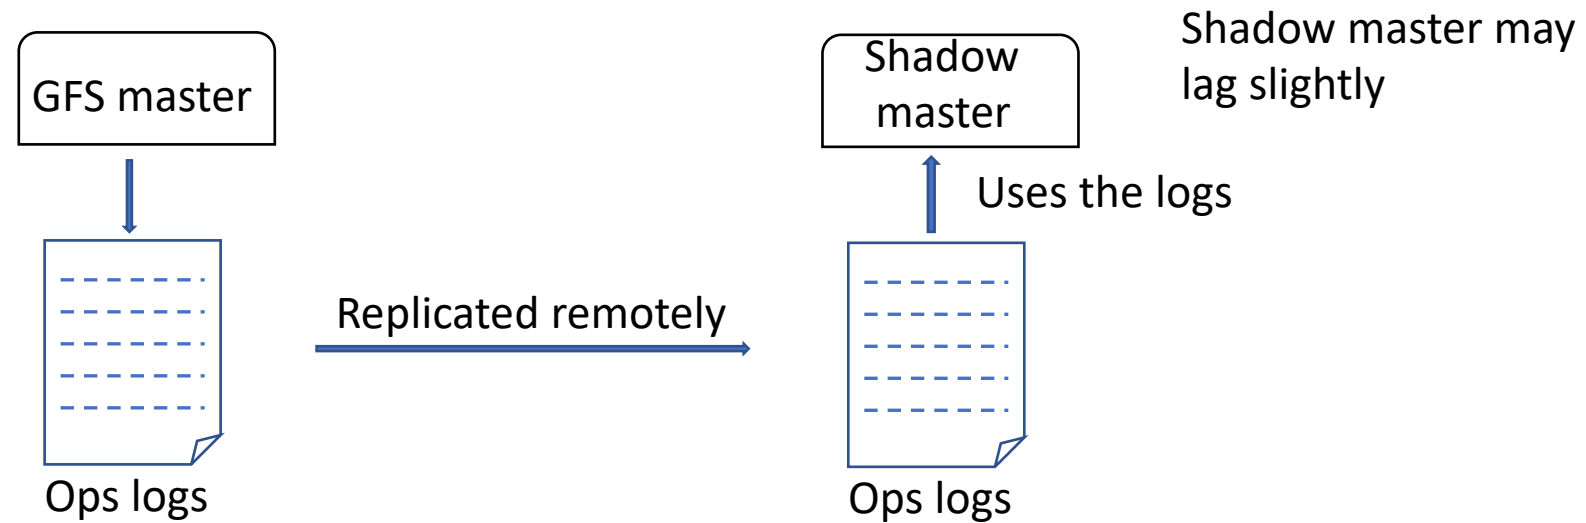 GFS master
Shadow
master
Shadow master may
lag slightly
Uses the logs
Replicated remotely
Ops logs
Ops logs